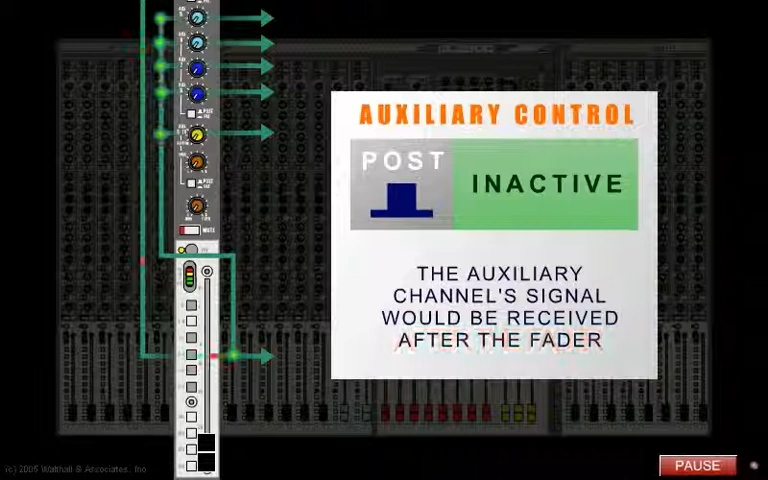 AUXILIARY CONTROL
POST
INACTIVE
THE AUXILIARY
CHANNEL'S SIGNAL
WOULD BE RECEIVED
AFTER THE FADER
MUTE
(c) 2005 Walthall & Associates, Inc
PAUSE